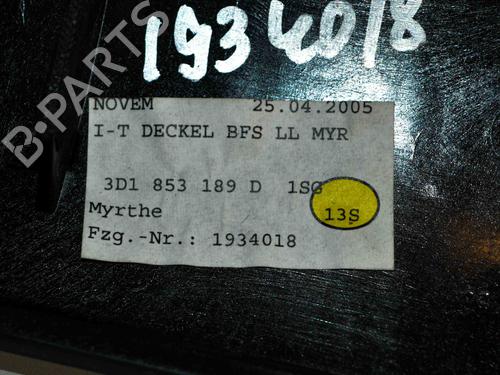 1934018
B-PARTS
NOVEM 25.04.2005
I-T DECKEL BFS LL MYR
3D1 853 189 D 1SG
Myrthe 13S
Fzg.-Nr.: 1934018